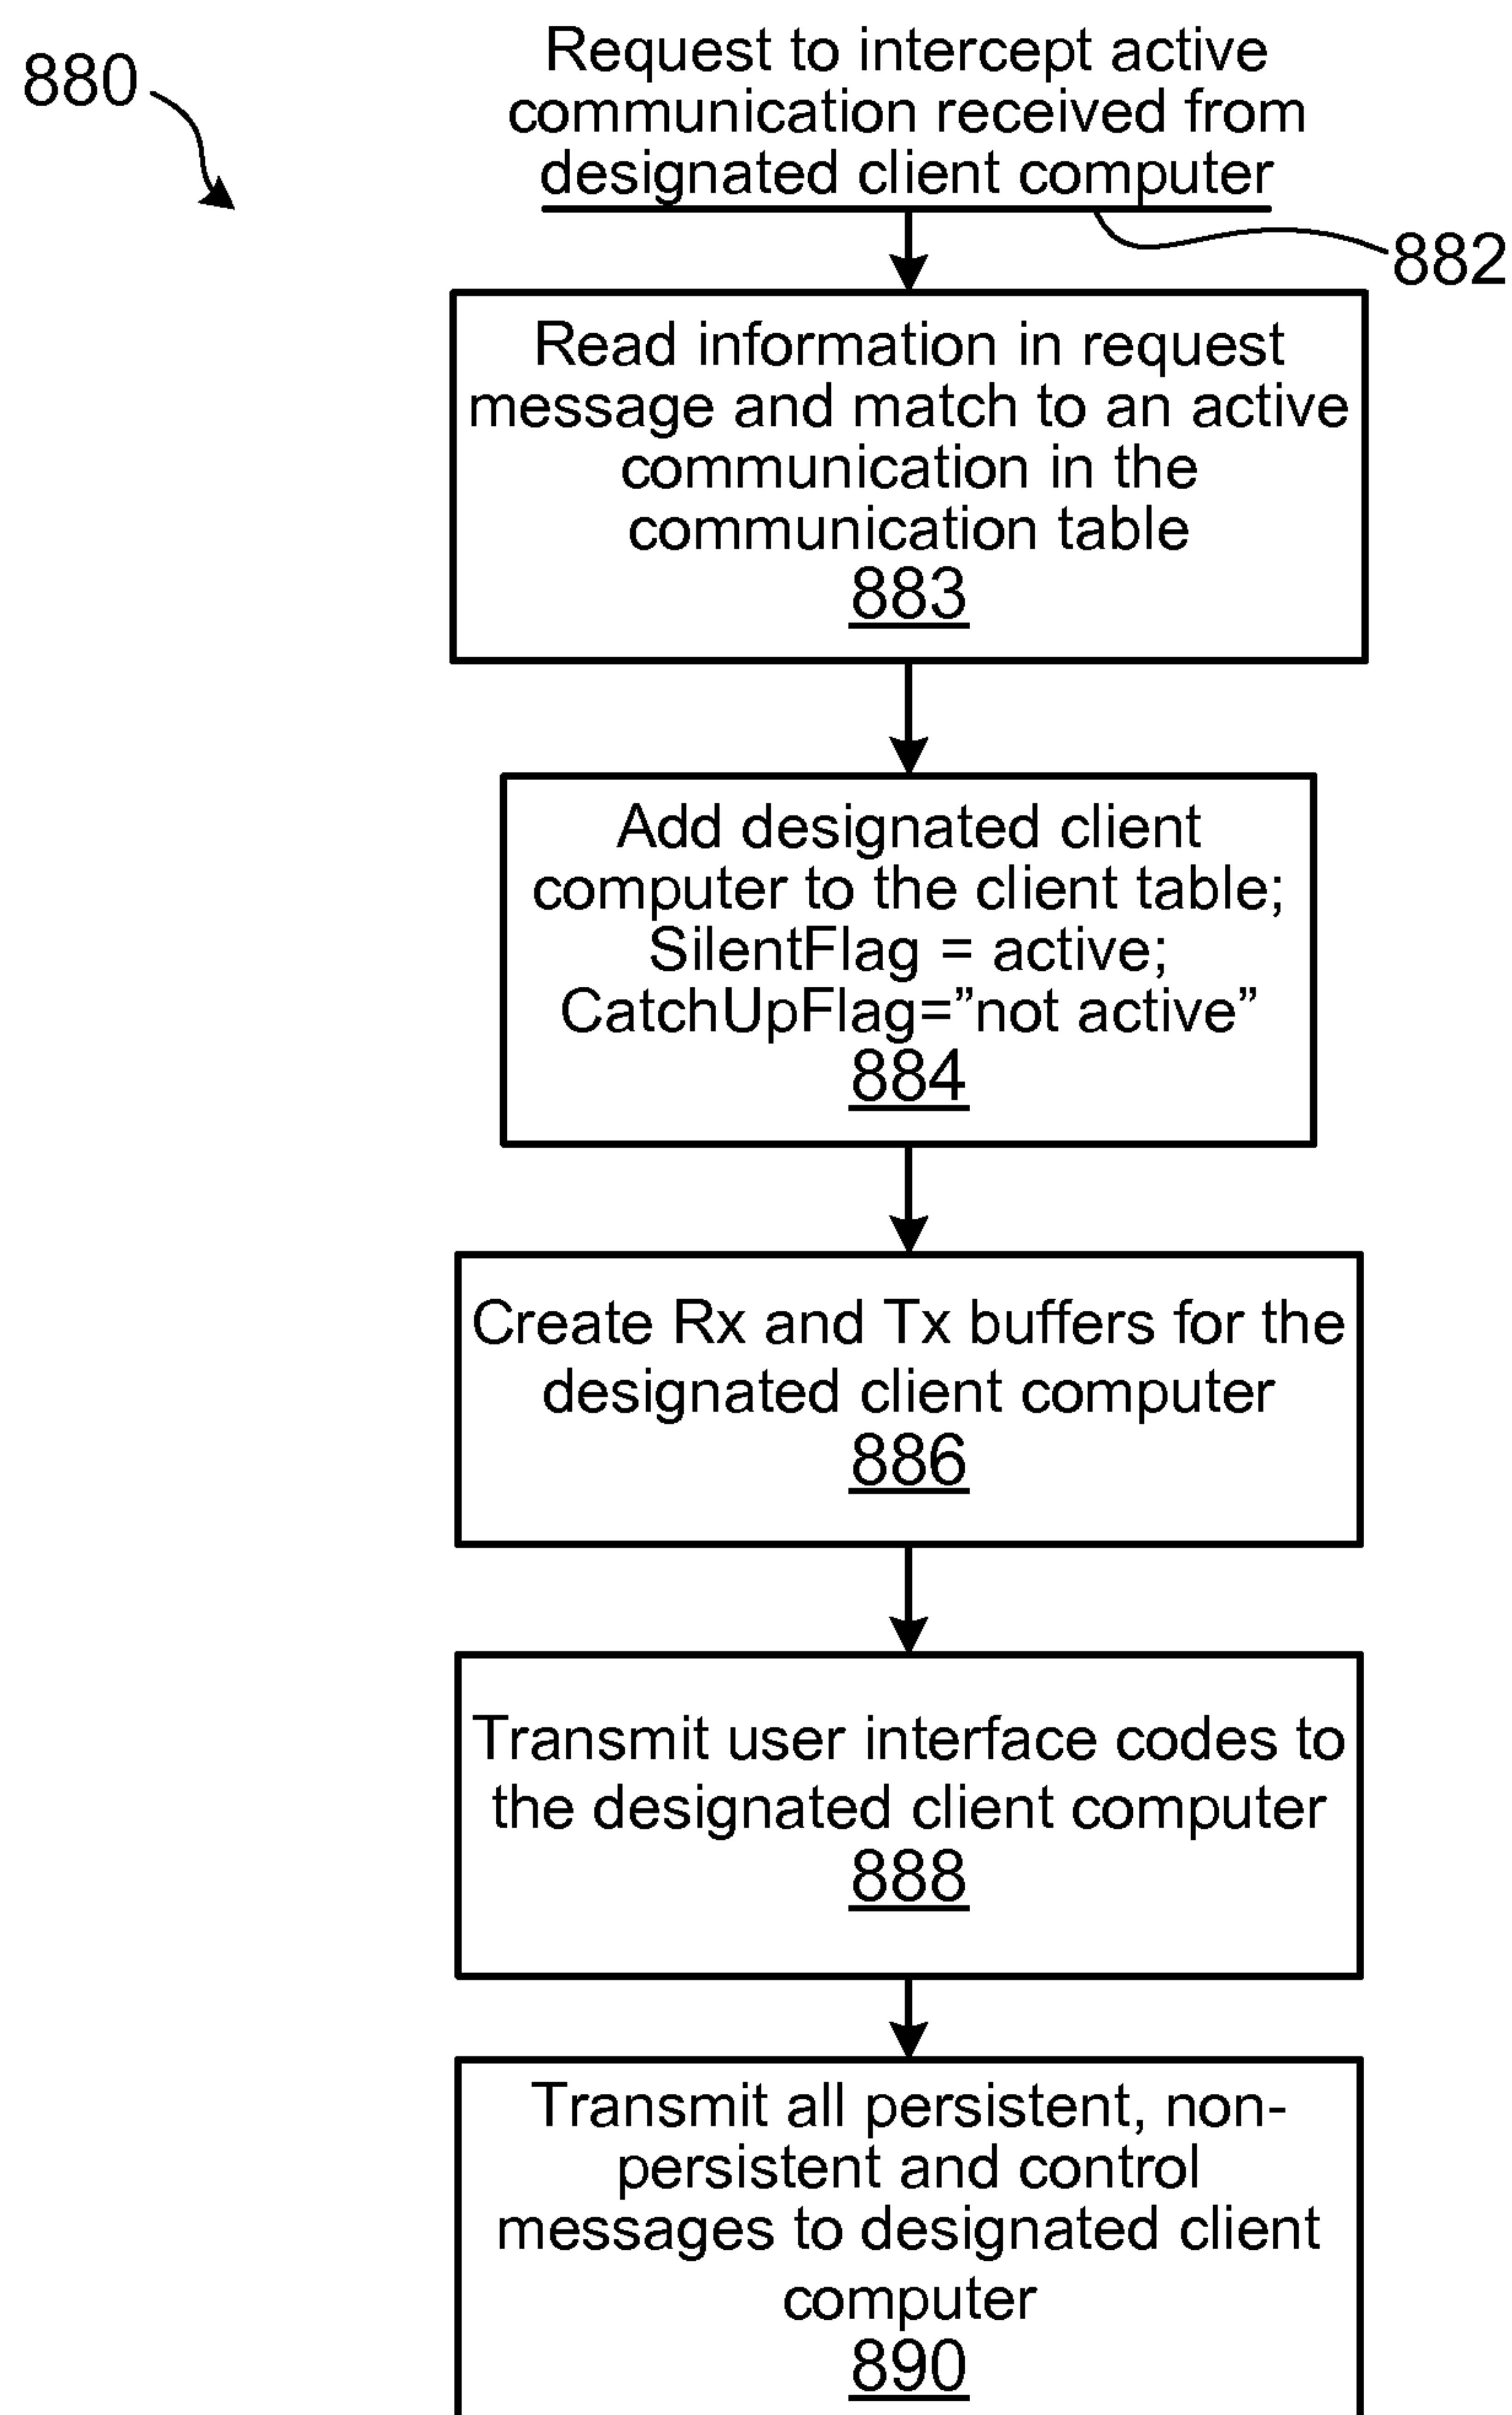 880
Request to intercept active
communication received from
designated client computer
882
Read information in request
message and match to an active
communication in the
communication table
883
Add designated client
computer to the client table;
SilentFlag = active;
CatchUpFlag=”not active”
884
Create Rx and Tx buffers for the
designated client computer
886
Transmit user interface codes to
the designated client computer
888
Transmit all persistent, non-
persistent and control
messages to designated client
computer
890